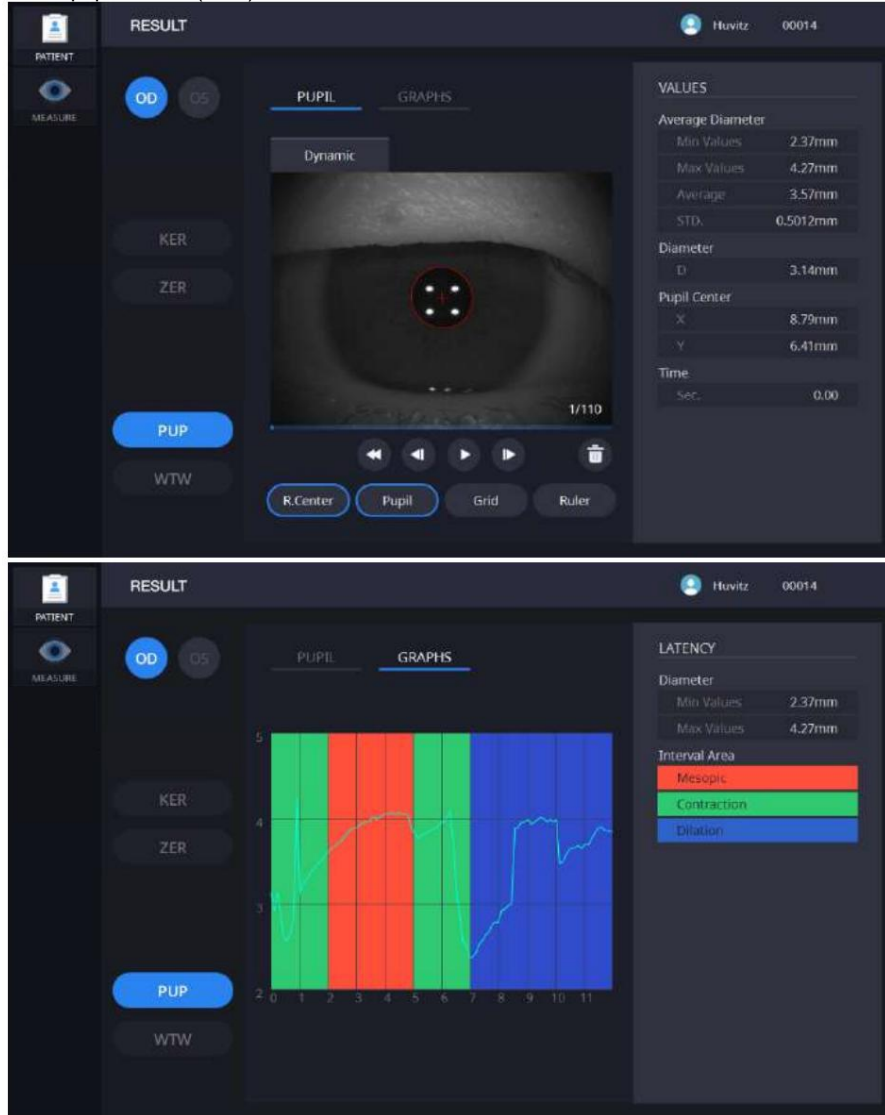 RESULT
Huvitz 00014
PATIENT
MEASURE
OD OS
PUPIL GRAPHS
Dynamic
KER
ZER
PUP
WTW
1/110
R.Center Pupil Grid Ruler
VALUES
Average Diameter
Min Values 2.37mm
Max Values 4.27mm
Average 3.57mm
STD. 0.5012mm
Diameter
D 3.14mm
Pupil Center
X 8.79mm
Y 6.41mm
Time
Sec. 0.00
RESULT
Huvitz 00014
PATIENT
MEASURE
OD OS
PUPIL GRAPHS
KER
ZER
PUP
WTW
5
4
3
2
0 1 2 3 4 5 6 7 8 9 10 11
LATENCY
Diameter
Min Values 2.37mm
Max Values 4.27mm
Interval Area
Mesopic
Contraction
Dilation